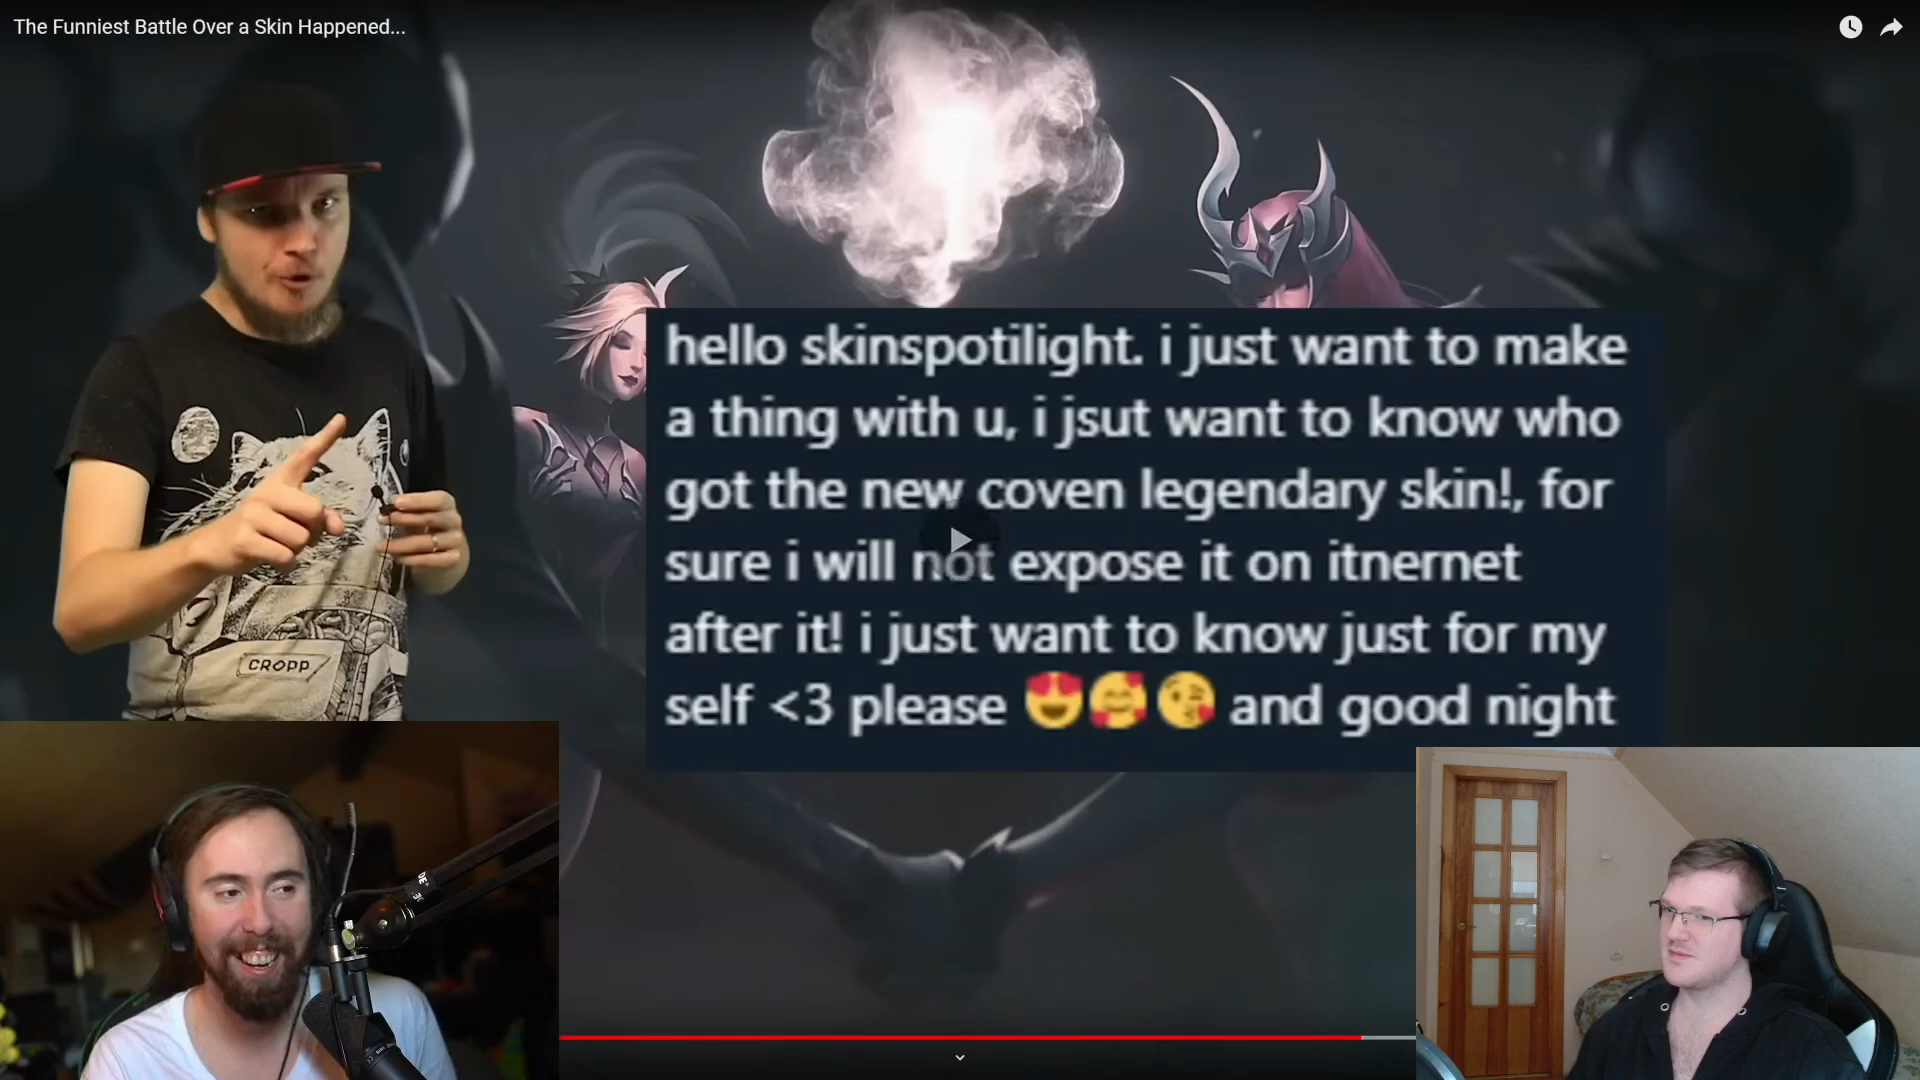 The Funniest Battle Over a Skin Happened...
hello skinspotilight. i just want to make
a thing with u, i jsut want to know who
got the new coven legendary skin!, for
sure i will not expose it on itnernet
after it! i just want to know just for my
self <3 please 😍🥰😘 and good night
CROPP